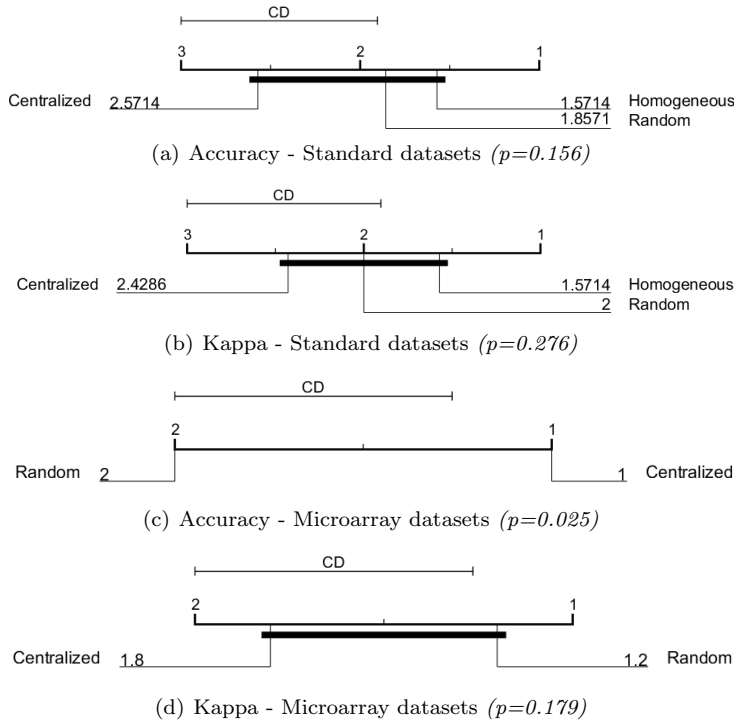 CD
3 2 1
Centralized 2.5714 1.5714 Homogeneous
1.8571 Random
(a) Accuracy - Standard datasets (p=0.156)
CD
3 2 1
Centralized 2.4286 1.5714 Homogeneous
2 Random
(b) Kappa - Standard datasets (p=0.276)
CD
2 1
Random 2 1 Centralized
(c) Accuracy - Microarray datasets (p=0.025)
CD
2 1
Centralized 1.8 1.2 Random
(d) Kappa - Microarray datasets (p=0.179)